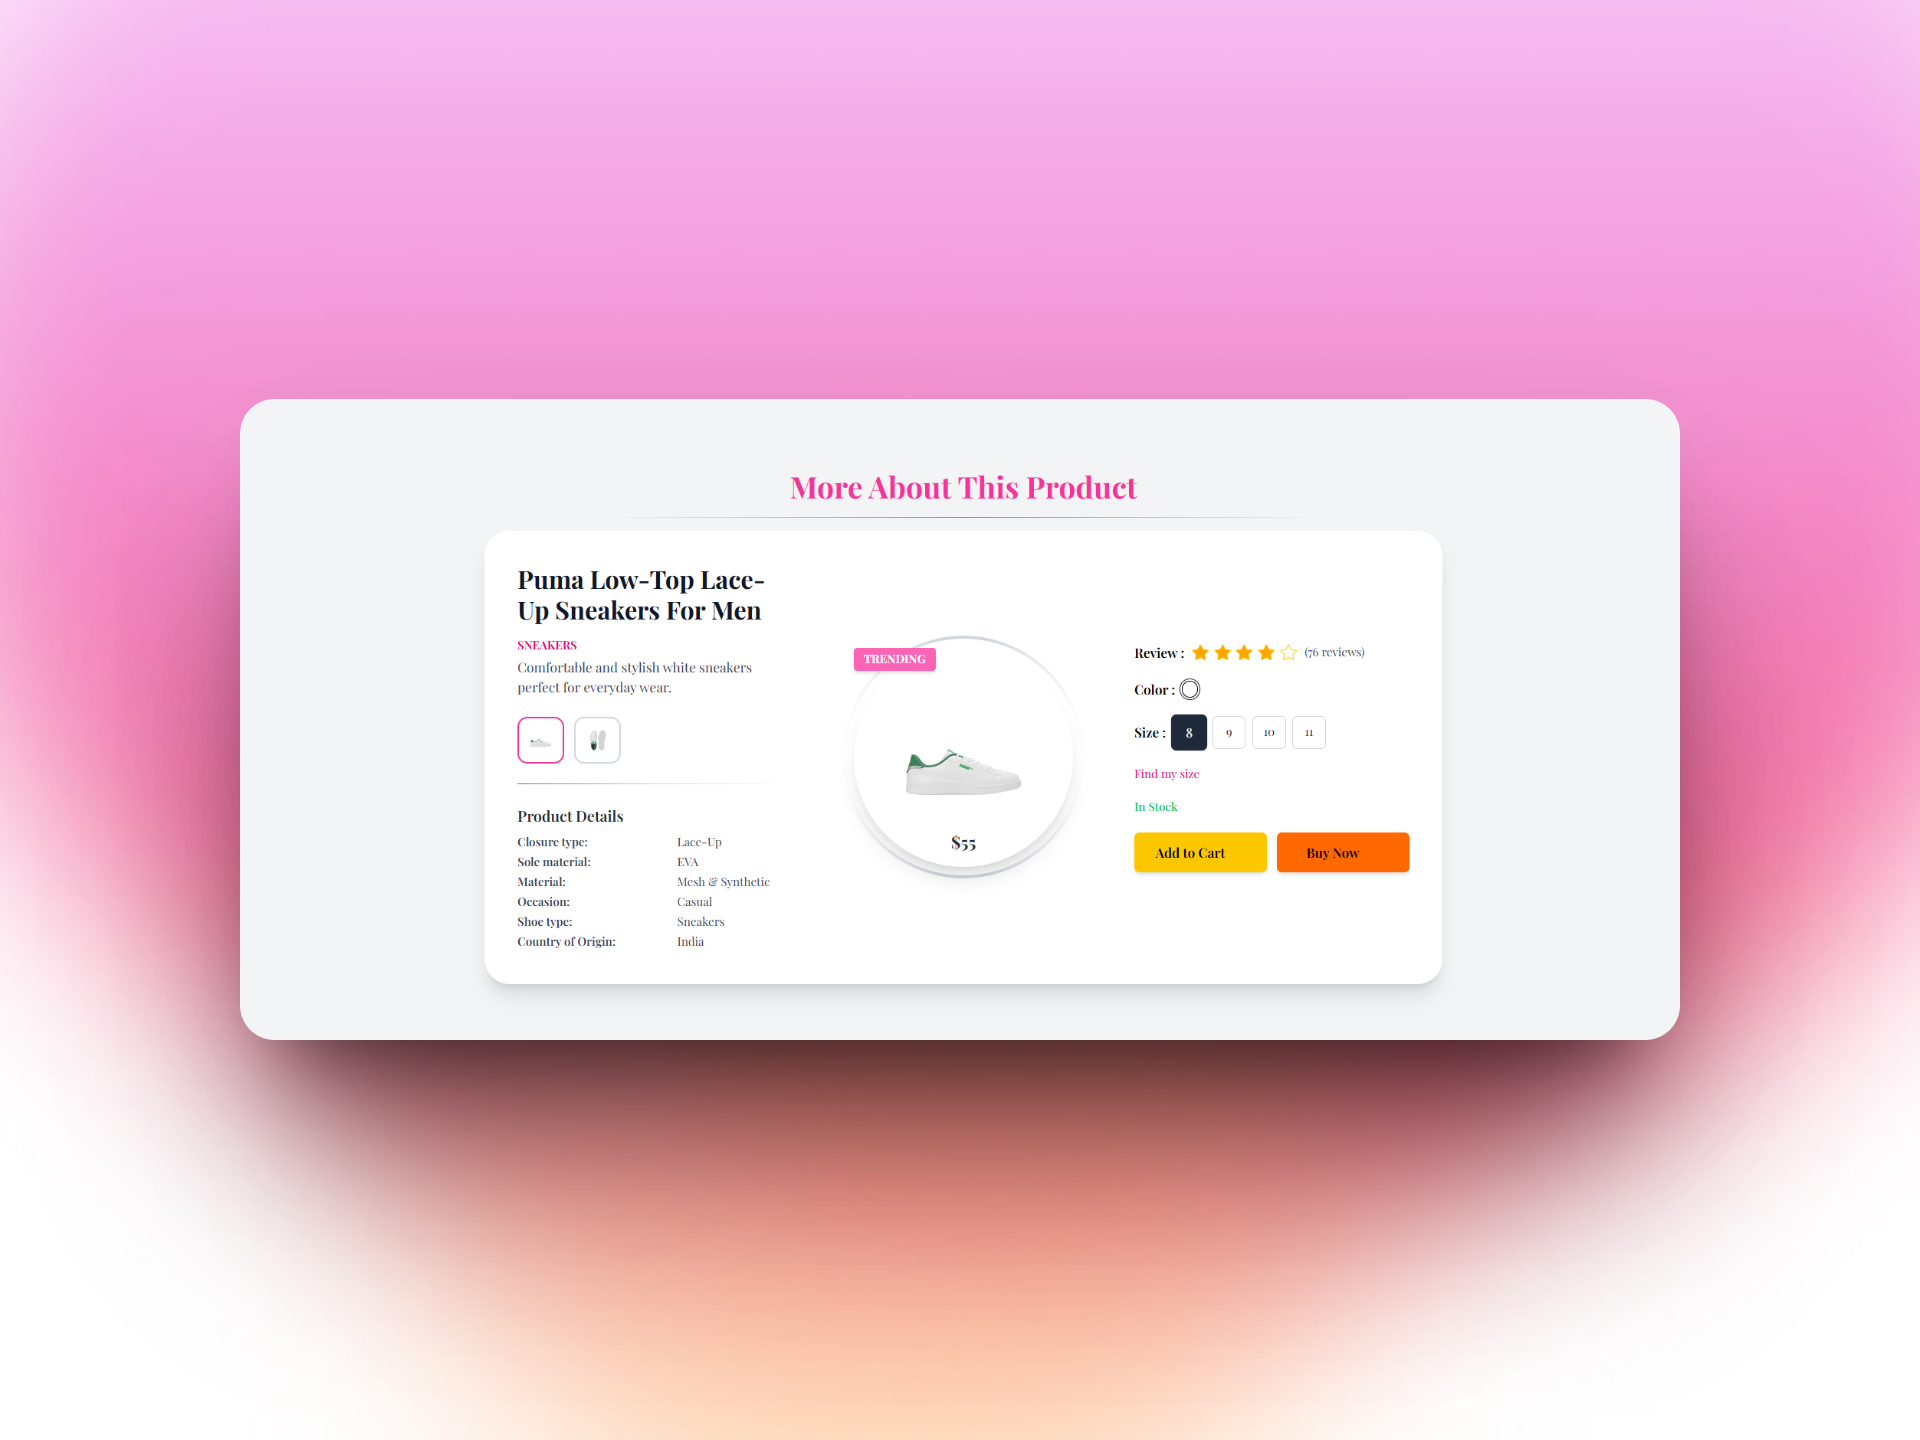 More About This Product
Puma Low-Top Lace-
Up Sneakers For Men
SNEAKERS
Comfortable and stylish white sneakers
perfect for everyday wear.
Product Details
Closure type: Lace-Up
Sole material: EVA
Material: Mesh & Synthetic
Occasion: Casual
Shoe type: Sneakers
Country of Origin: India
TRENDING
$55
Review : (76 reviews)
Color :
Size : 8 9 10 11
Find my size
In Stock
Add to Cart Buy Now